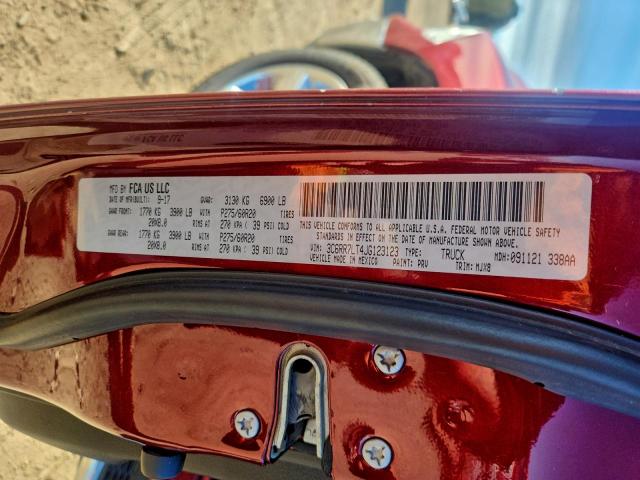 MFD BY FCA US LLC
DATE OF MFR(BUILT): 9-17 GVWR: 3130 KG 6900 LB
GAWR FRONT: 1770 KG 3900 LB WITH P275/60R20 TIRES
20X8.0 RIMS AT 270 KPA ( 39 PSI) COLD
GAWR REAR: 1770 KG 3900 LB WITH P275/60R20 TIRES
20X8.0 RIMS AT 270 KPA ( 39 PSI) COLD
THIS VEHICLE CONFORMS TO ALL APPLICABLE U.S.A. FEDERAL MOTOR VEHICLE SAFETY
STANDARDS IN EFFECT ON THE DATE OF MANUFACTURE SHOWN ABOVE.
VIN: 3C6RR7LT4JG123123 TYPE: TRUCK MDH: 091121 338AA
VEHICLE MADE IN MEXICO PAINT: PRV TRIM: MJX8